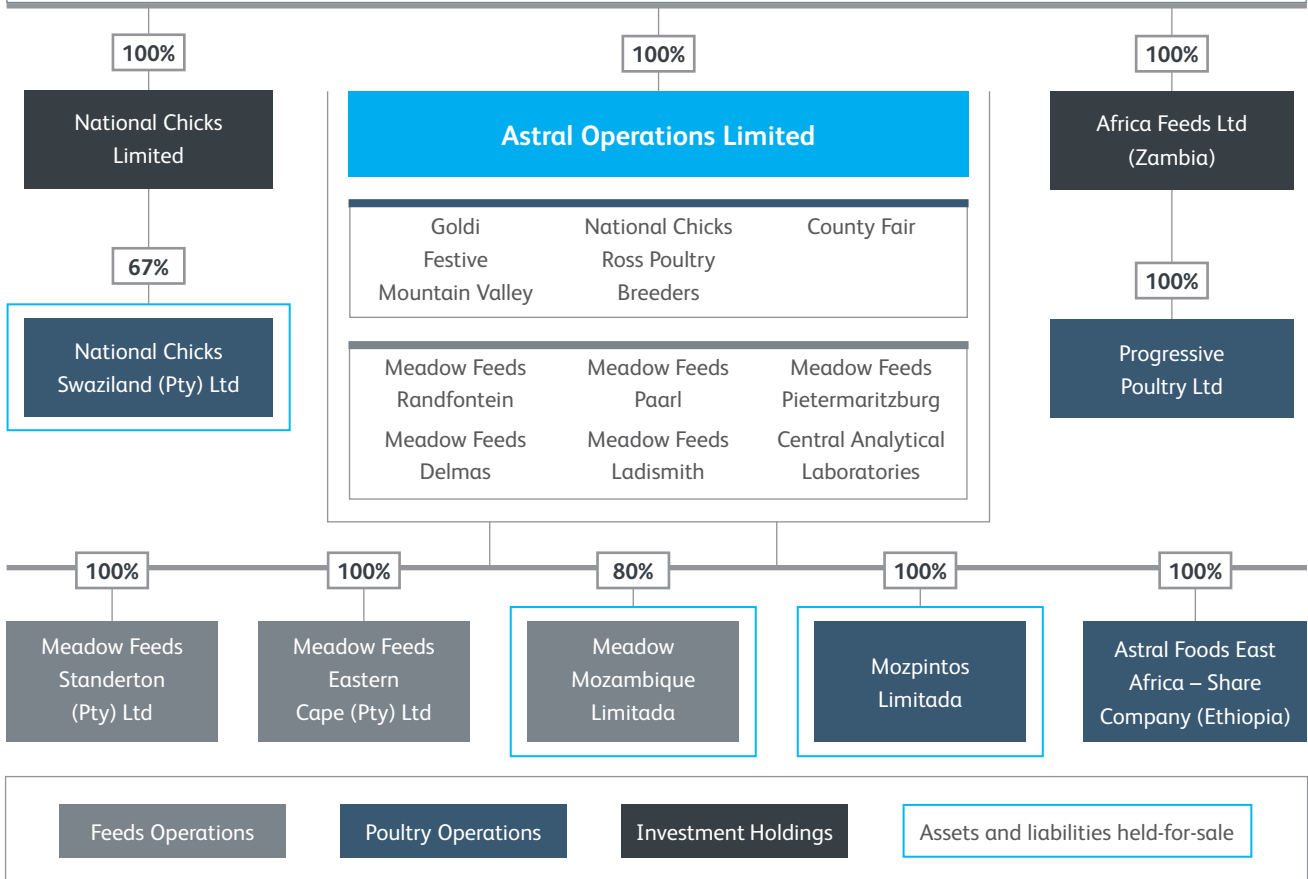 100%
100%
100%
National Chicks
Limited
Astral Operations Limited
Africa Feeds Ltd
(Zambia)
67%
100%
National Chicks
Swaziland (Pty) Ltd
Goldi
Festive
Mountain Valley
National Chicks
Ross Poultry
Breeders
County Fair
Meadow Feeds
Randfontein
Meadow Feeds
Paarl
Meadow Feeds
Pietermaritzburg
Meadow Feeds
Delmas
Meadow Feeds
Ladismith
Central Analytical
Laboratories
Progressive
Poultry Ltd
100%
100%
80%
100%
100%
Meadow Feeds
Standerton
(Pty) Ltd
Meadow Feeds
Eastern
Cape (Pty) Ltd
Meadow
Mozambique
Limitada
Mozpintos
Limitada
Astral Foods East
Africa – Share
Company (Ethiopia)
Feeds Operations
Poultry Operations
Investment Holdings
Assets and liabilities held-for-sale